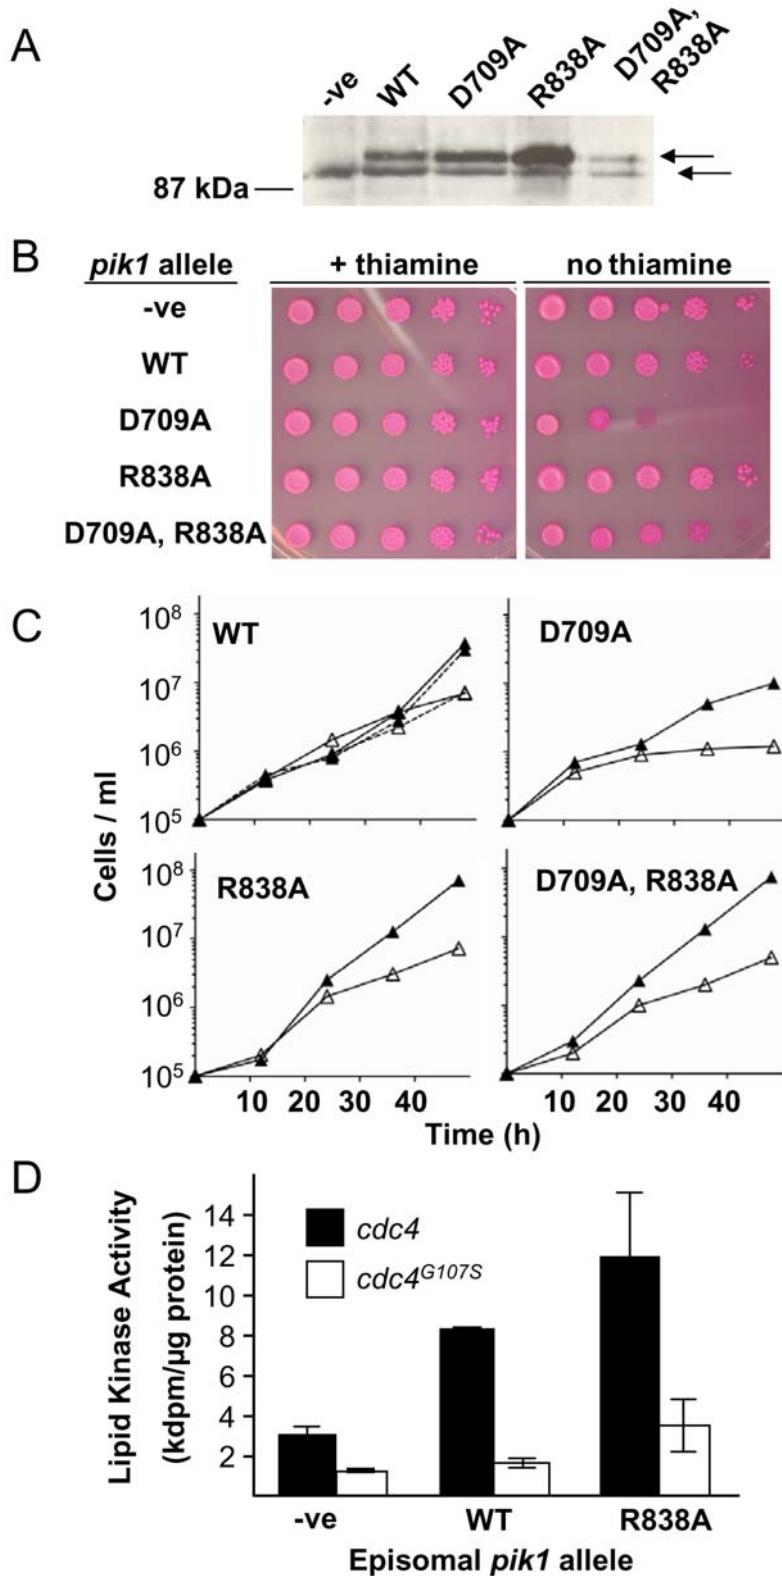 A
-ve
WT
D709A
R838A
D709A,
R838A
87 kDa
B
pik1 allele
+ thiamine
no thiamine
-ve
WT
D709A
R838A
D709A, R838A
C
Cells / ml
10⁸
10⁷
10⁶
10⁵
WT
D709A
10⁸
10⁷
10⁶
10⁵
R838A
D709A, R838A
10 20 30 40
10 20 30 40
Time (h)
D
Lipid Kinase Activity
(kdpm/µg protein)
14
12
10
8
6
4
2
cdc4
cdc4ᴳ¹⁰⁷ˢ
-ve
WT
R838A
Episomal pik1 allele